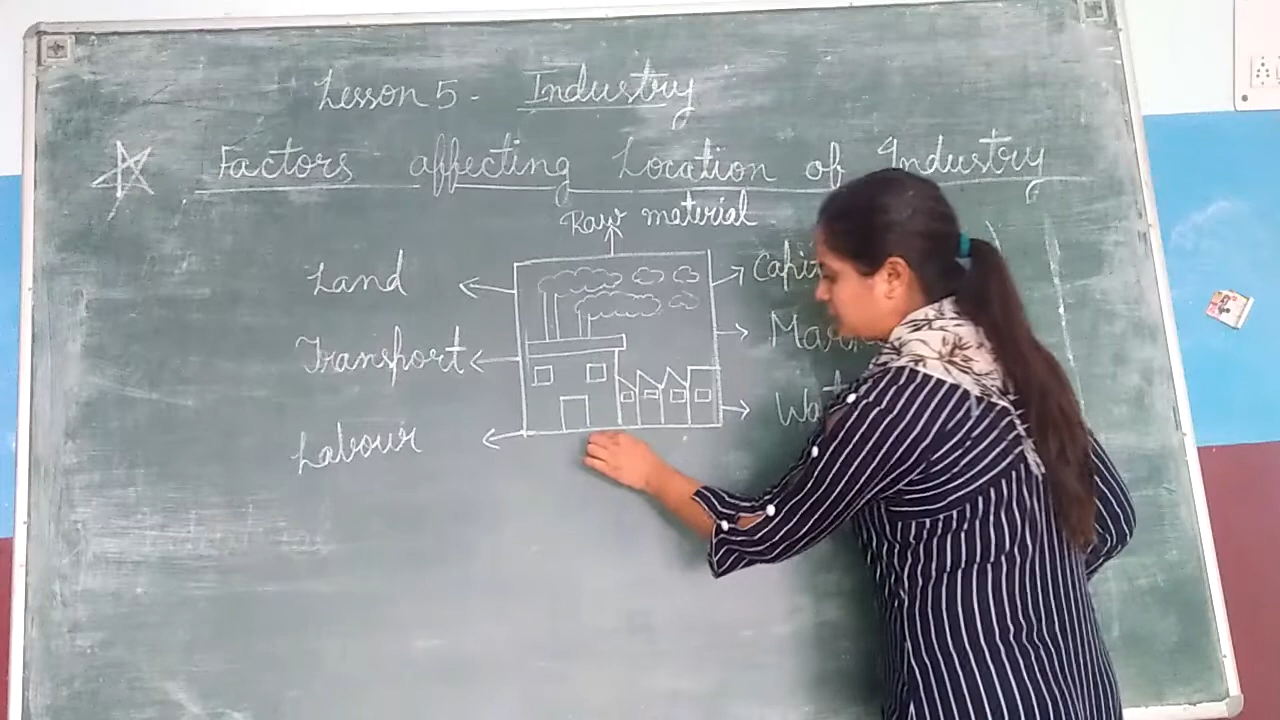 Lesson 5 - Industry
Factors affecting Location of Industry
Raw material
Land
Transport
Labour